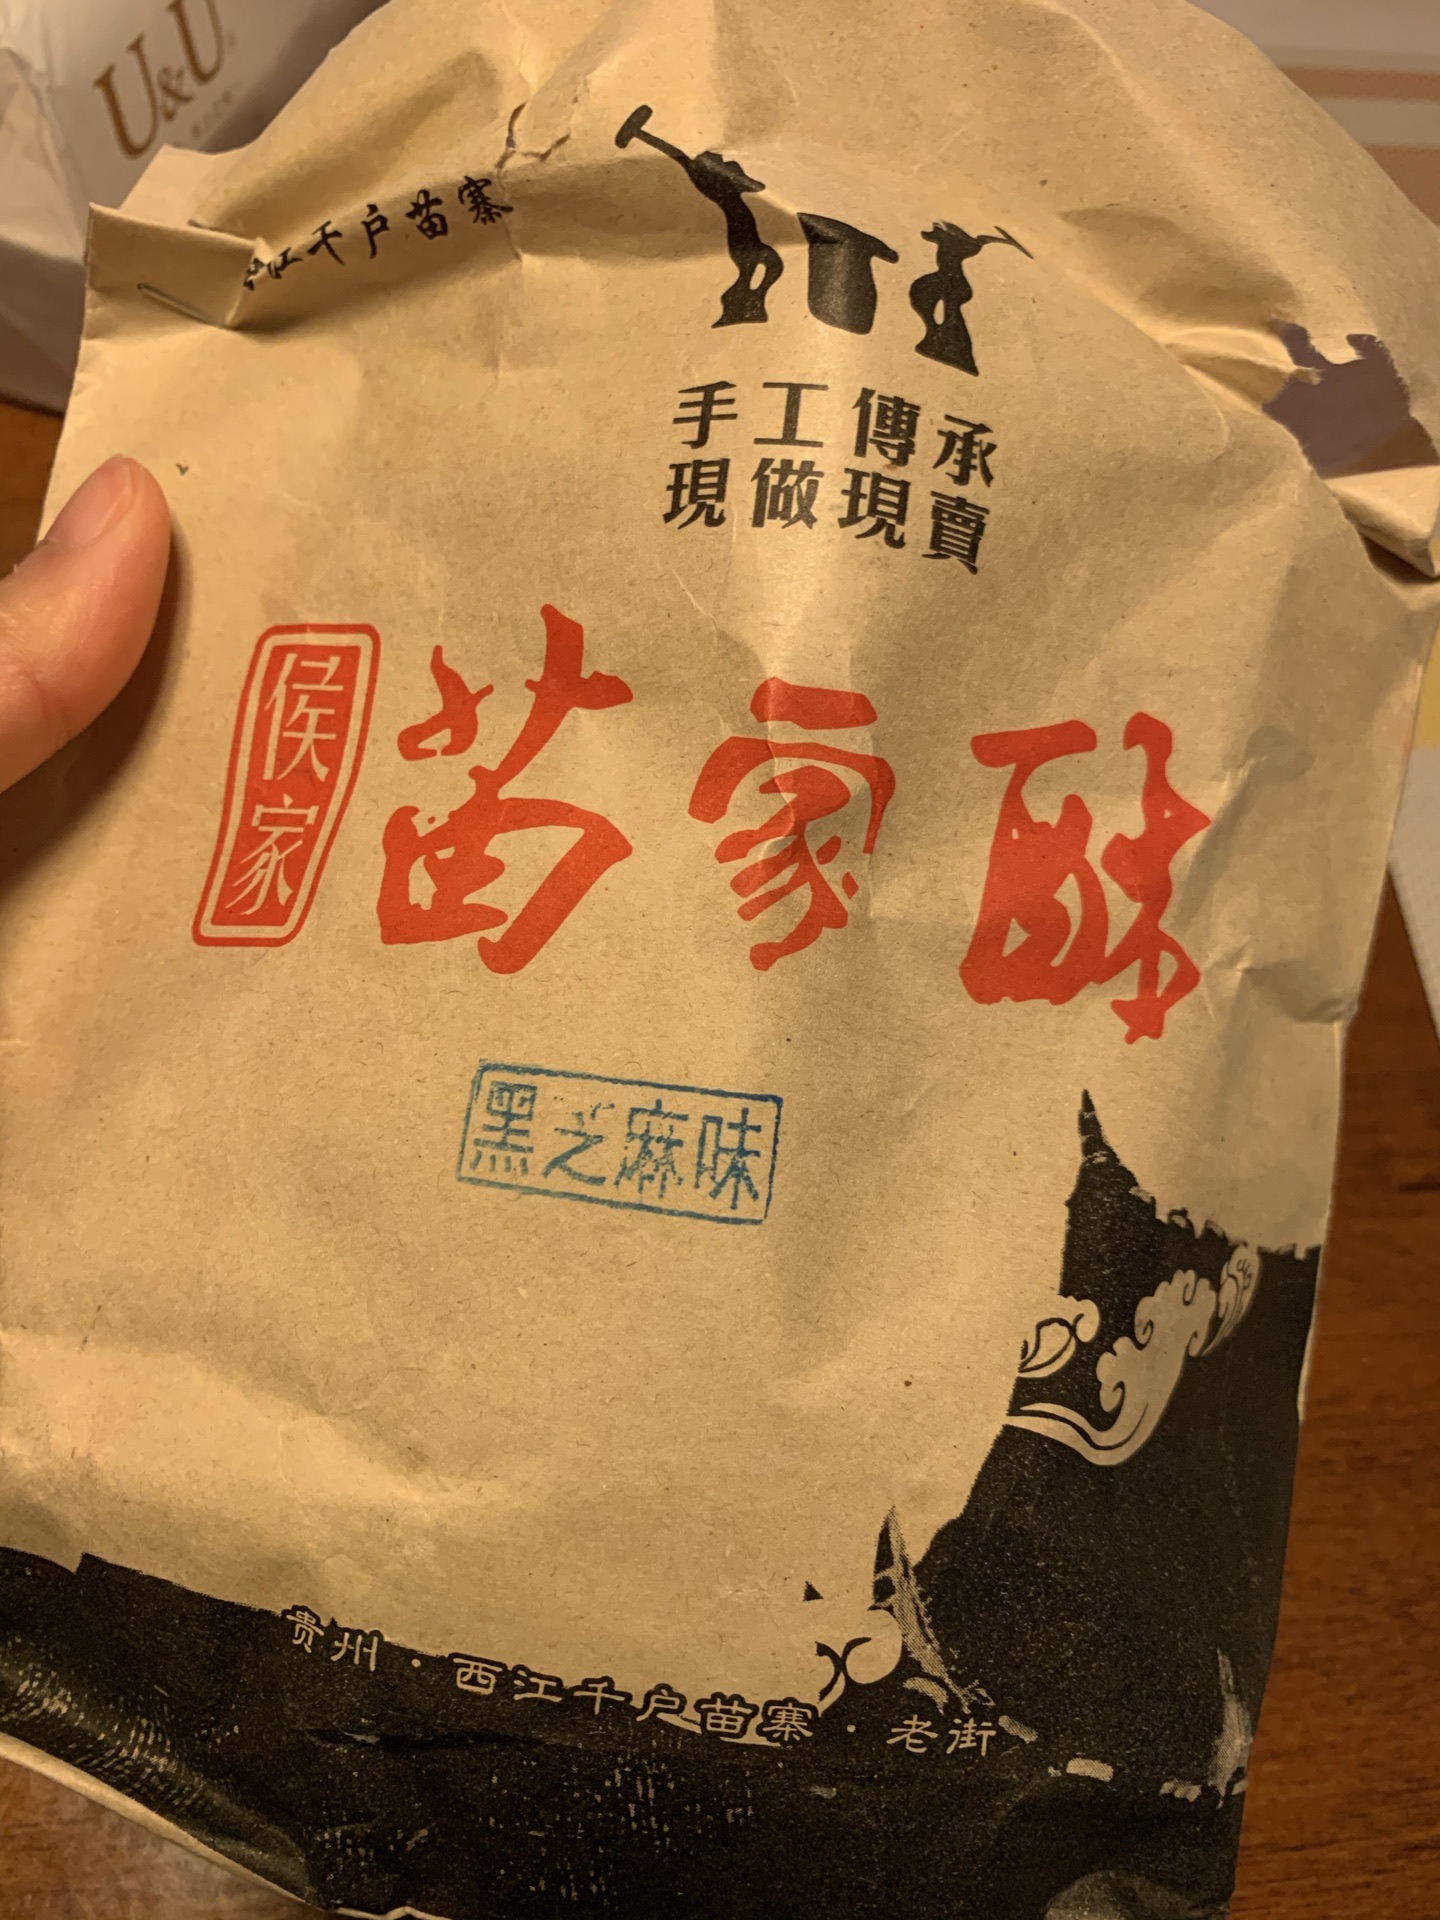 U&U
江千户苗寨
手工傳承
現做現賣
侯家
苗家酥
黑芝麻味
贵州·西江千户苗寨·老街